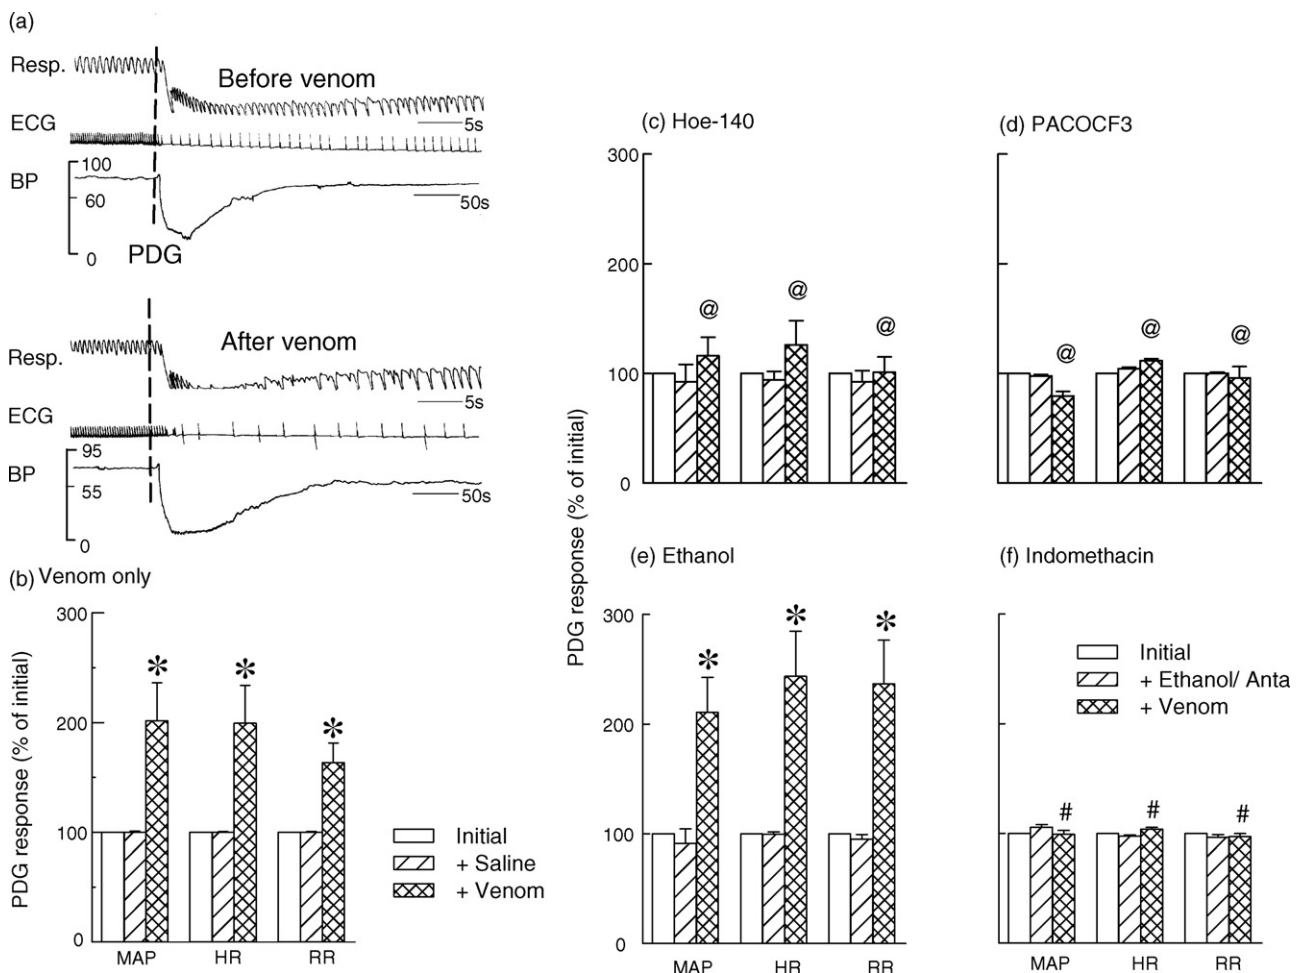 (a)
Resp.
Before venom
5s
ECG
BP
100
60
0
50s
PDG
Resp.
After venom
5s
ECG
BP
95
55
0
50s
(b) Venom only
PDG response (% of initial)
300
200
100
0
* * *
Initial
+ Saline
+ Venom
MAP HR RR
PDG response (% of initial)
(c) Hoe-140
300
200
100
0
@ @ @
(d) PACOCF3
@ @ @
(e) Ethanol
300
200
100
0
* * *
MAP HR RR
(f) Indomethacin
Initial
+ Ethanol/ Anta
+ Venom
# # #
MAP HR RR